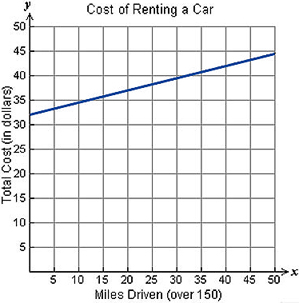 y
Cost of Renting a Car
50
45
40
35
30
25
20
15
10
5
Total Cost (in dollars)
5 10 15 20 25 30 35 40 45 50
x
Miles Driven (over 150)